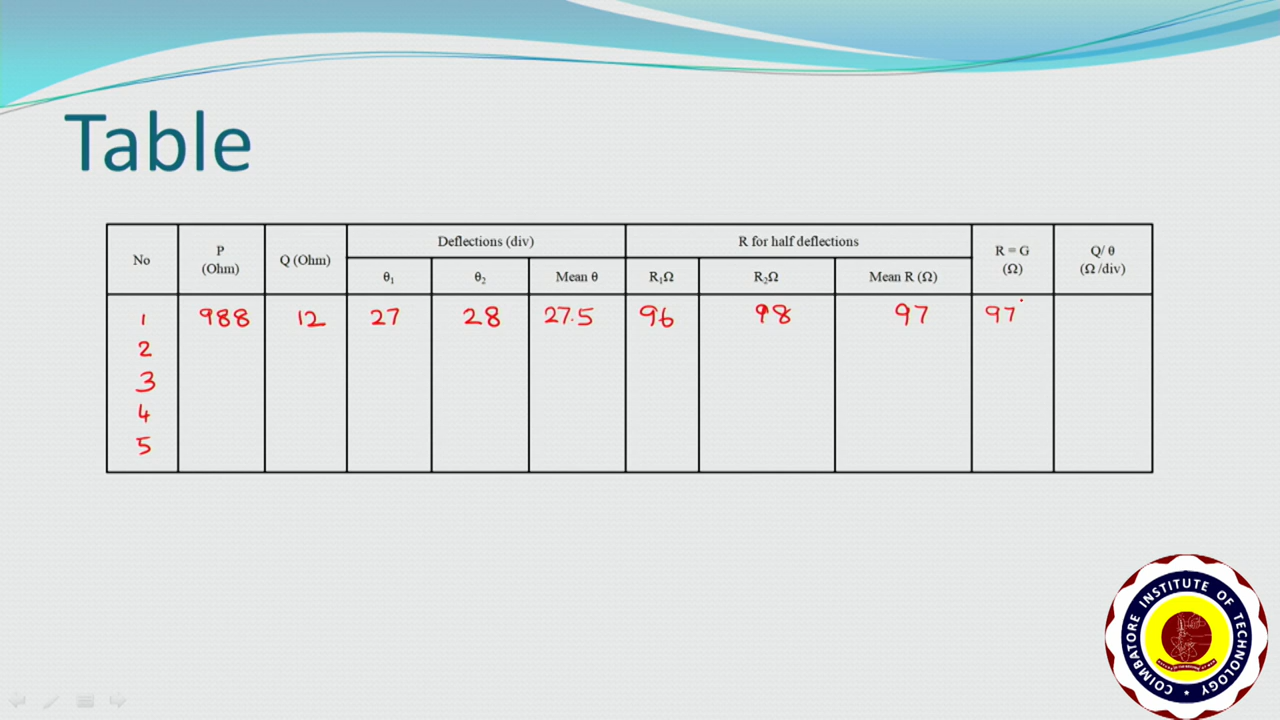 Table
No P (Ohm) Q (Ohm) Deflections (div) R for half deflections R = G (Ω) Q/ θ (Ω /div)
θ₁ θ₂ Mean θ R₁Ω R₂Ω Mean R (Ω)
1 988 12 27 28 27.5 96 98 97 97
2
3
4
5
COIMBATORE INSTITUTE OF TECHNOLOGY